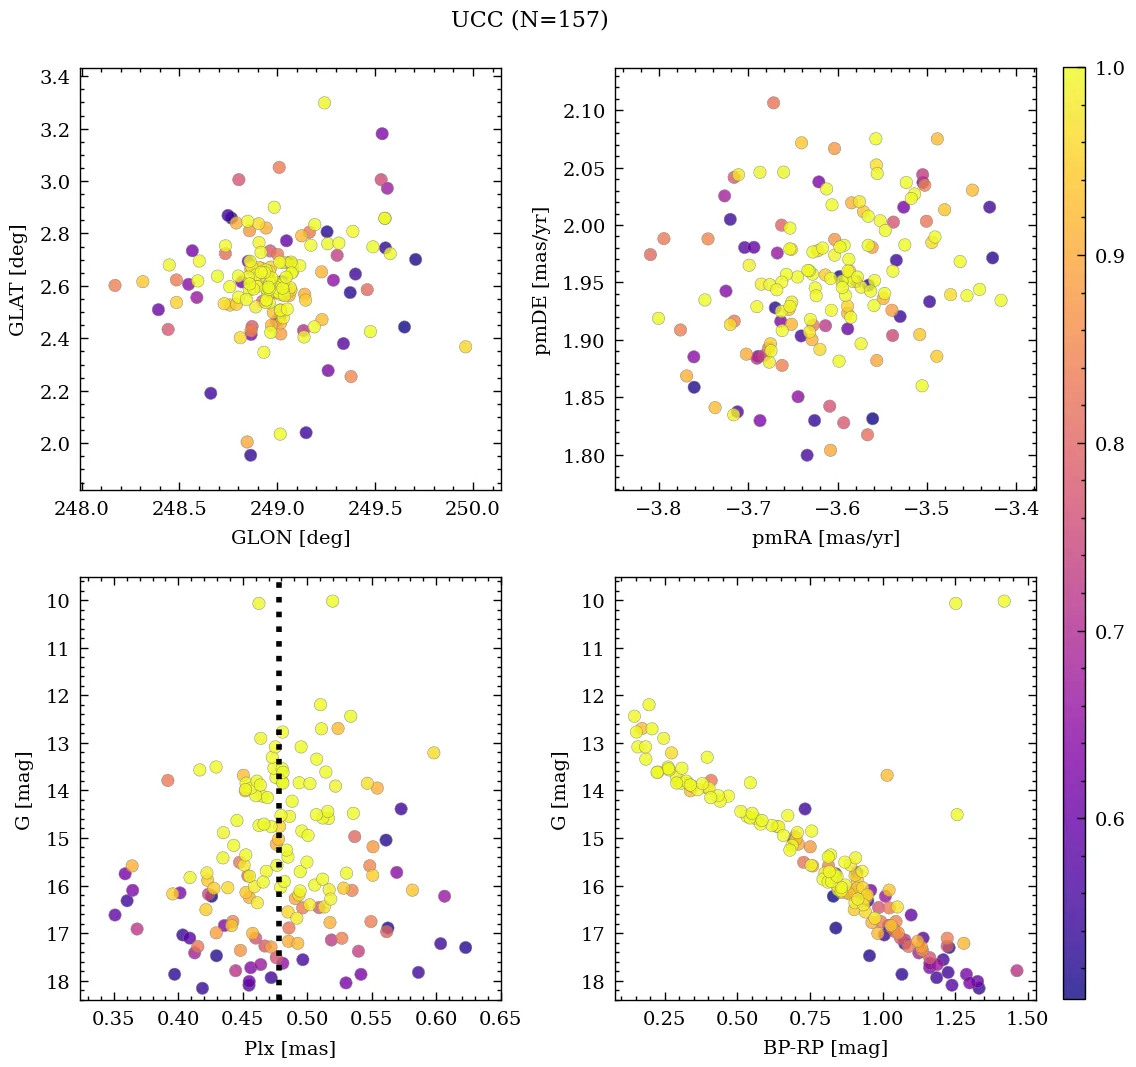 UCC (N=157)
3.4
3.2
3.0
2.8
2.6
2.4
2.2
2.0
GLAT [deg]
248.0 248.5 249.0 249.5 250.0
GLON [deg]
2.10
2.05
2.00
1.95
1.90
1.85
1.80
pmDE [mas/yr]
−3.8 −3.7 −3.6 −3.5 −3.4
pmRA [mas/yr]
10
11
12
13
14
15
16
17
18
G [mag]
0.35 0.40 0.45 0.50 0.55 0.60 0.65
Plx [mas]
10
11
12
13
14
15
16
17
18
G [mag]
0.25 0.50 0.75 1.00 1.25 1.50
BP-RP [mag]
1.0
0.9
0.8
0.7
0.6